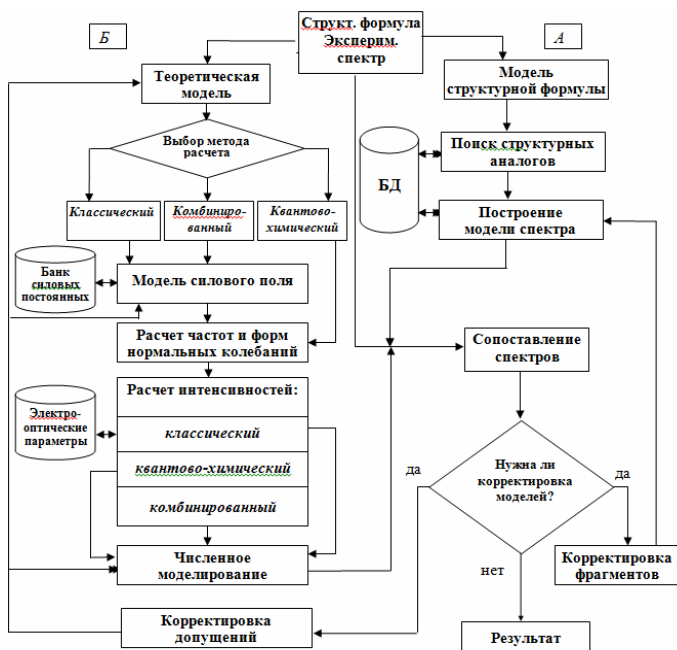 Б
Структ. формула
Эксперим.
спектр
А
Теоретическая
модель
Модель
структурной формулы
Выбор метода
расчета
Поиск структурных
аналогов
БД
Классический
Комбиниро-
ванный
Квантово-
химический
Построение
модели спектра
Банк
силовых
постоянных
Модель силового поля
Расчет частот и форм
нормальных колебаний
Сопоставление
спектров
Расчет интенсивностей:
Электро-
оптические
параметры
классический
квантово-химический
комбинированный
да
Нужна ли
корректировка
моделей?
да
Численное
моделирование
нет
Корректировка
фрагментов
Корректировка
допущений
Результат